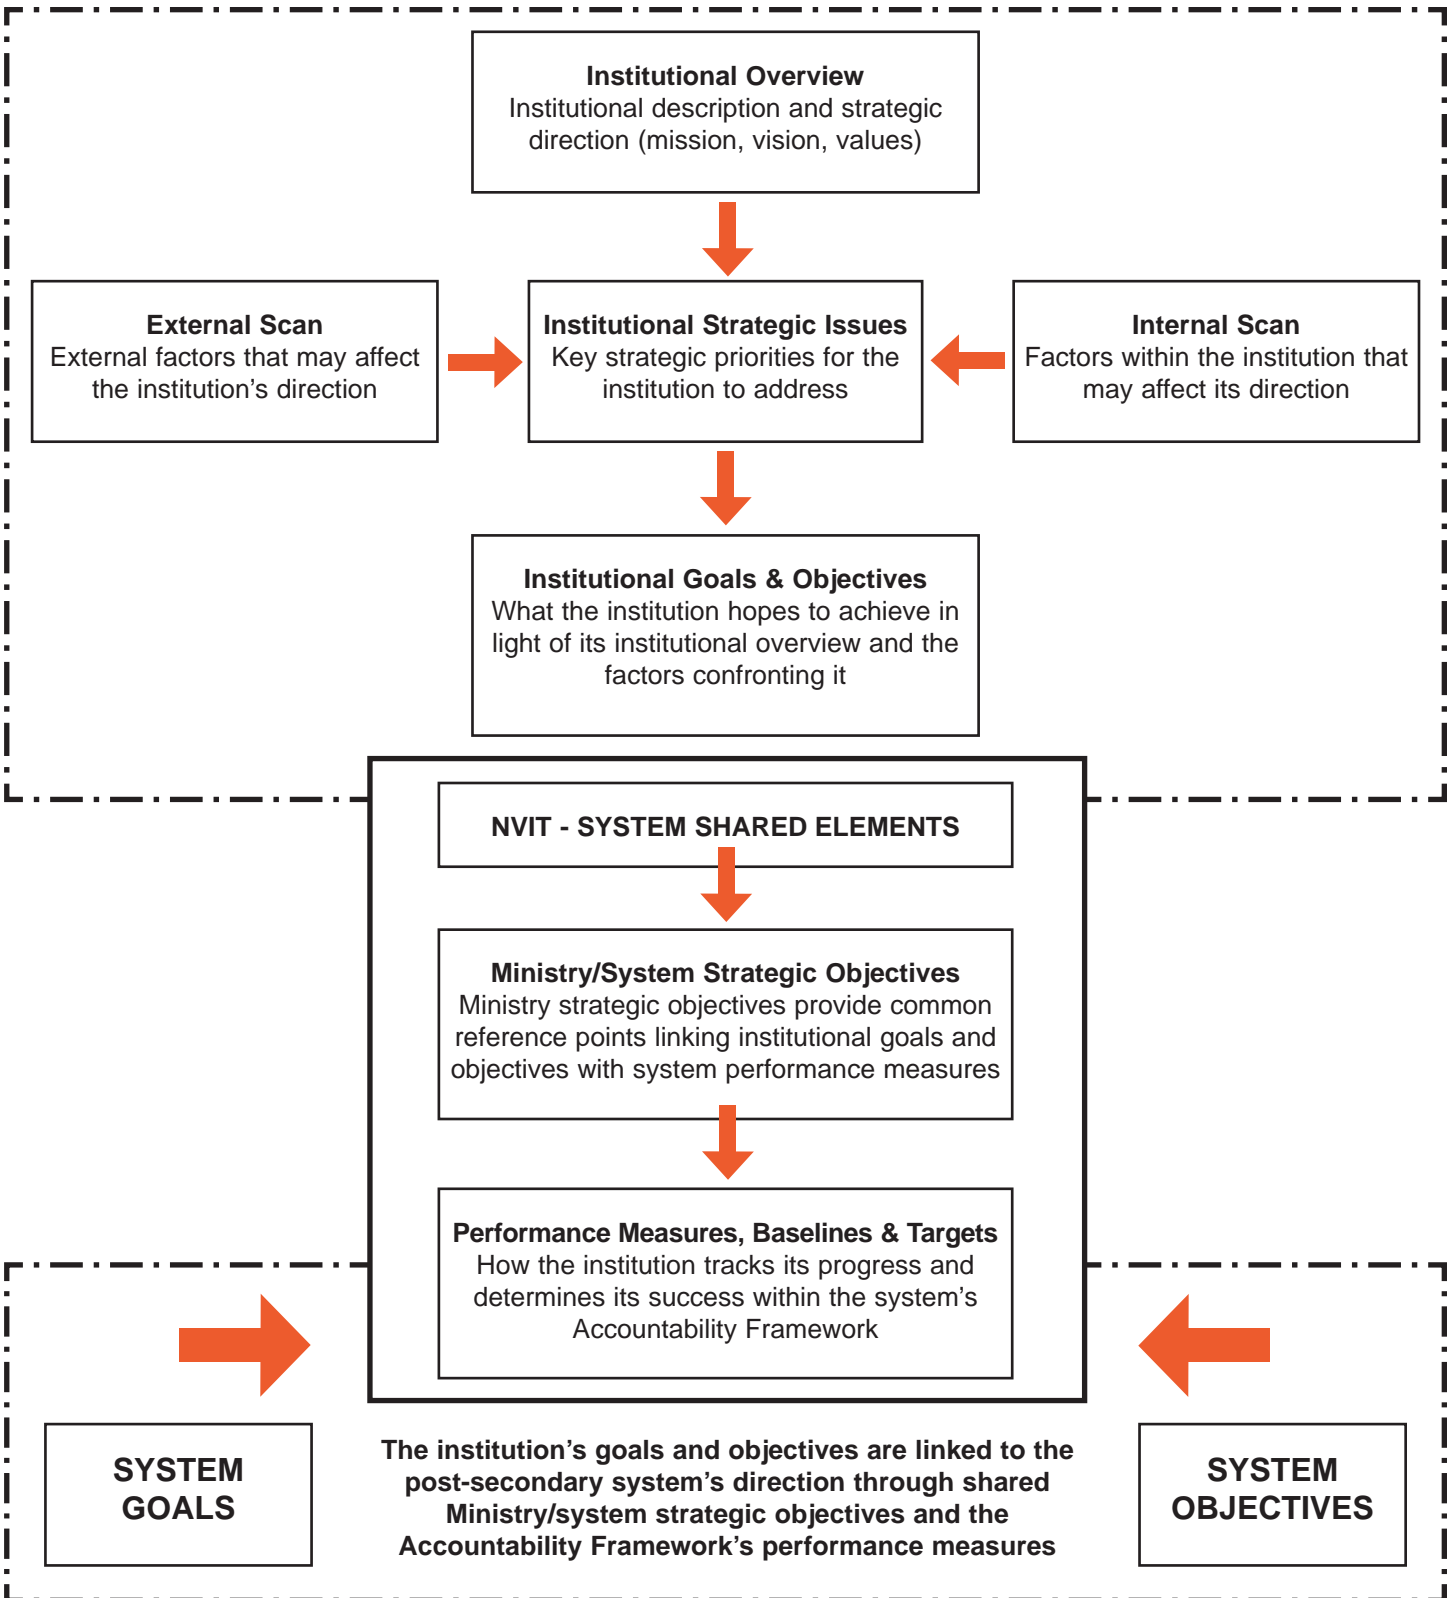 Institutional Overview
Institutional description and strategic
direction (mission, vision, values)
External Scan
External factors that may affect
the institution’s direction
Institutional Strategic Issues
Key strategic priorities for the
institution to address
Internal Scan
Factors within the institution that
may affect its direction
Institutional Goals & Objectives
What the institution hopes to achieve in
light of its institutional overview and the
factors confronting it
NVIT - SYSTEM SHARED ELEMENTS
Ministry/System Strategic Objectives
Ministry strategic objectives provide common
reference points linking institutional goals and
objectives with system performance measures
Performance Measures, Baselines & Targets
How the institution tracks its progress and
determines its success within the system’s
Accountability Framework
SYSTEM
GOALS
The institution’s goals and objectives are linked to the
post-secondary system’s direction through shared
Ministry/system strategic objectives and the
Accountability Framework’s performance measures
SYSTEM
OBJECTIVES